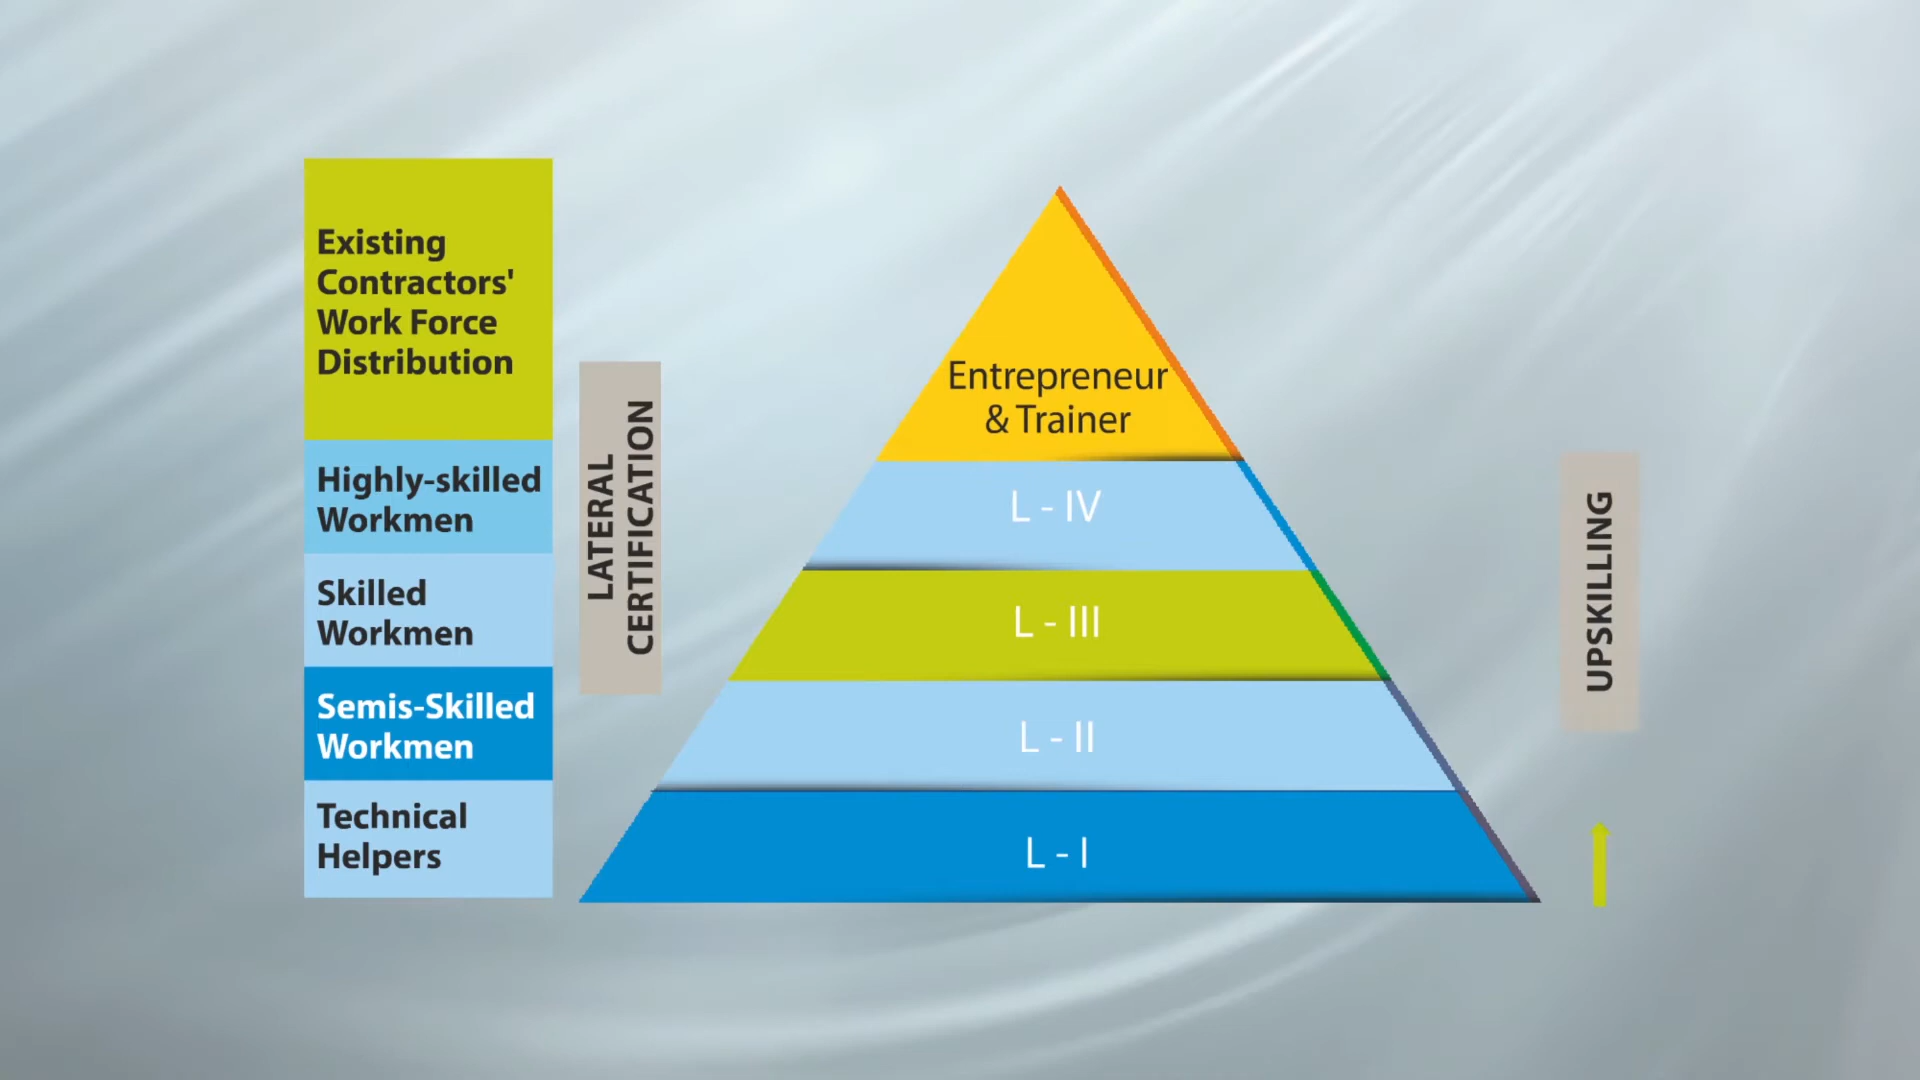 Existing
Contractors'
Work Force
Distribution
Highly-skilled
Workmen
Skilled
Workmen
Semis-Skilled
Workmen
Technical
Helpers
LATERAL
CERTIFICATION
Entrepreneur
& Trainer
L - IV
L - III
L - II
L - I
UPSKILLING